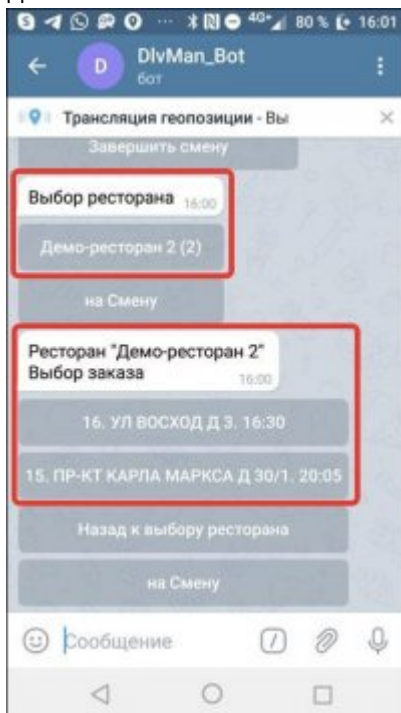 4G+ 80 % 16:01
D DlvMan_Bot
бот
Трансляция геопозиции - Вы
Завершить смену
Выбор ресторана 16:00
Демо-ресторан 2 (2)
на Смену
Ресторан "Демо-ресторан 2"
Выбор заказа 16:00
16. УЛ ВОСХОД Д 3. 16:30
15. ПР-КТ КАРЛА МАРКСА Д 30/1. 20:05
Назад к выбору ресторана
на Смену
Сообщение